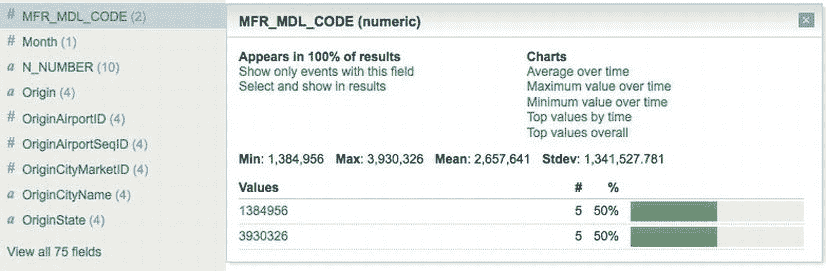 # MFR_MDL_CODE (2)
# Month (1)
a N_NUMBER (10)
a Origin (4)
# OriginAirportID (4)
# OriginAirportSeqID (4)
# OriginCityMarketID (4)
a OriginCityName (4)
a OriginState (4)
View all 75 fields
MFR_MDL_CODE (numeric)
Appears in 100% of results
Show only events with this field
Select and show in results
Charts
Average over time
Maximum value over time
Minimum value over time
Top values by time
Top values overall
Min: 1,384,956 Max: 3,930,326 Mean: 2,657,641 Stdev: 1,341,527.781
Values # %
1384956 5 50%
3930326 5 50%